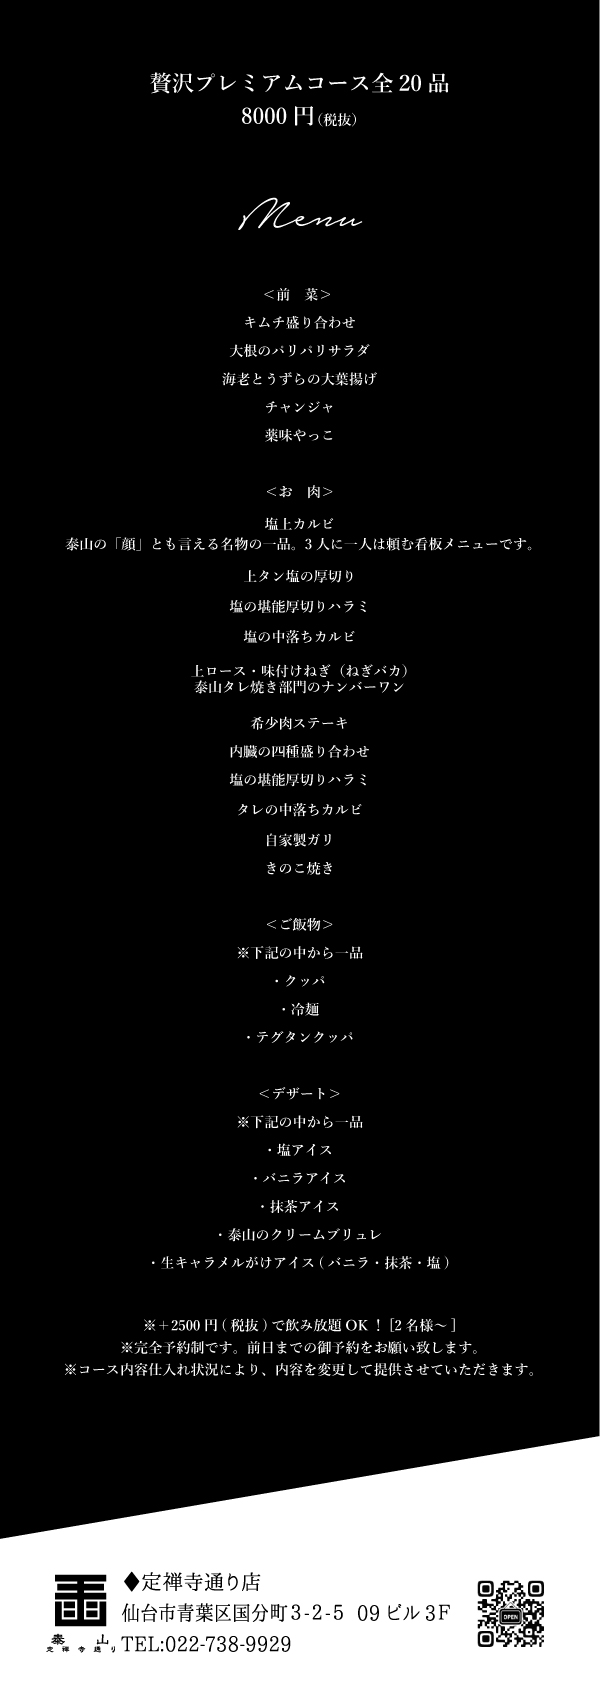 贅沢プレミアムコース全 20 品
8000 円（税抜）
Menu
＜前　菜＞
キムチ盛り合わせ
大根のパリパリサラダ
海老とうずらの大葉揚げ
チャンジャ
薬味やっこ
＜お　肉＞
塩上カルビ
泰山の「顔」とも言える名物の一品。3 人に一人は頼む看板メニューです。
上タン塩の厚切り
塩の堪能厚切りハラミ
塩の中落ちカルビ
上ロース・味付けねぎ（ねぎバカ）
泰山タレ焼き部門のナンバーワン
希少肉ステーキ
内臓の四種盛り合わせ
塩の堪能厚切りハラミ
タレの中落ちカルビ
自家製ガリ
きのこ焼き
＜ご飯物＞
※下記の中から一品
・クッパ
・冷麺
・テグタンクッパ
＜デザート＞
※下記の中から一品
・塩アイス
・バニラアイス
・抹茶アイス
・泰山のクリームブリュレ
・生キャラメルがけアイス ( バニラ・抹茶・塩 )
※＋2500 円 ( 税抜 ) で飲み放題 OK ！ [2 名様～ ]
※完全予約制です。前日までの御予約をお願い致します。
※コース内容仕入れ状況により、内容を変更して提供させていただきます。
◆定禅寺通り店
仙台市青葉区国分町３-２-５ 09 ビル３F
泰山
定禅寺通り
TEL:022-738-9929
OPEN